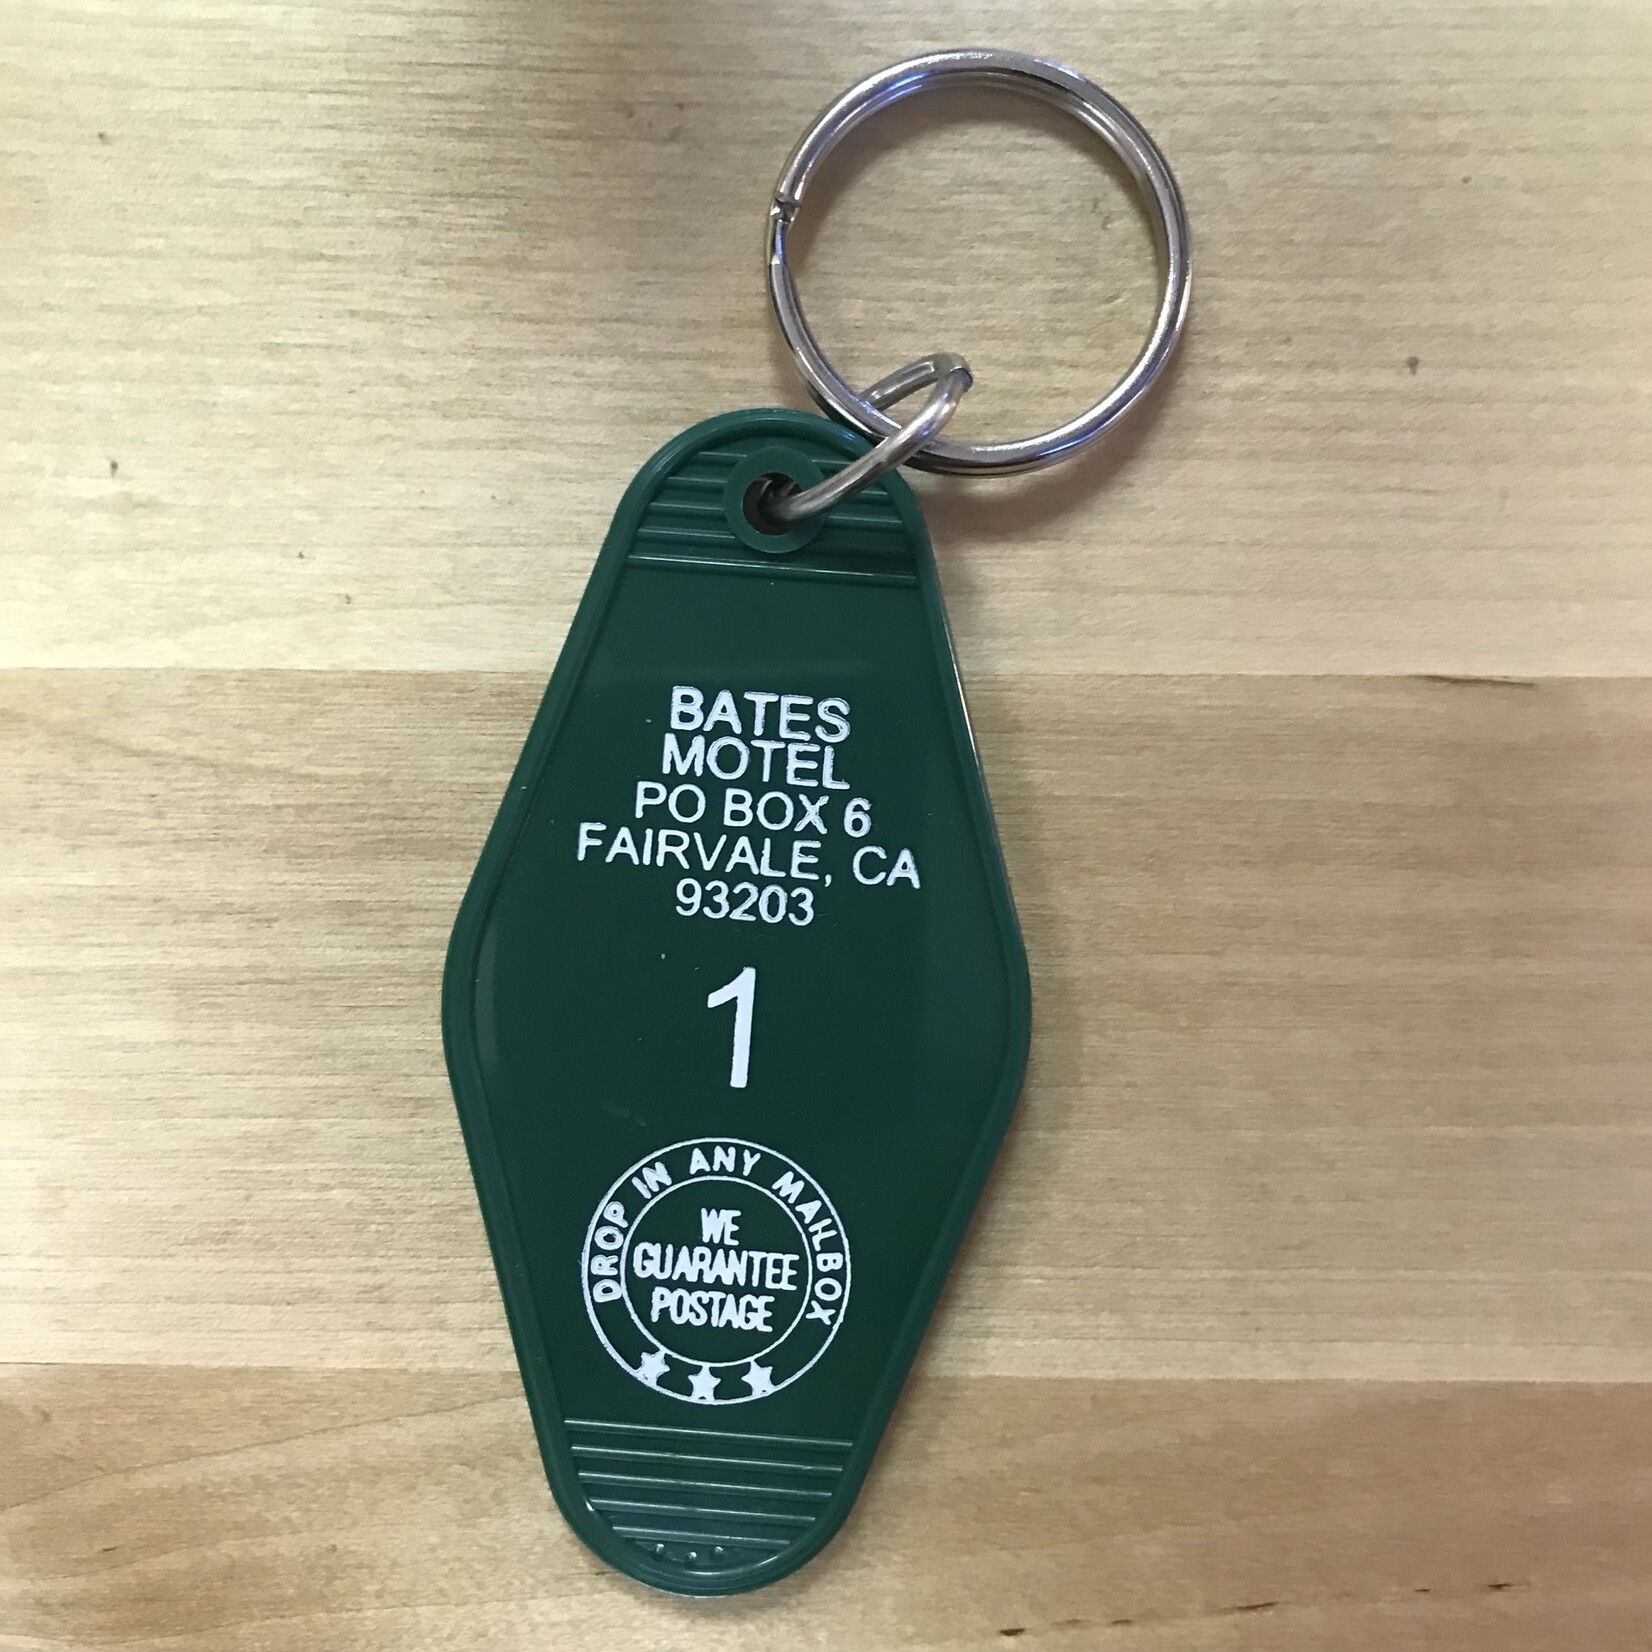 BATES
MOTEL
PO BOX 6
FAIRVALE, CA
93203
1
DROP IN ANY MAILBOX
WE
GUARANTEE
POSTAGE